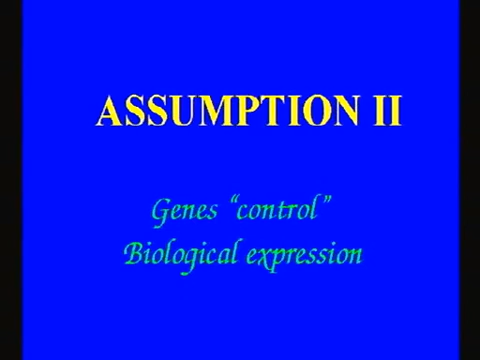 ASSUMPTION II
Genes “control”
Biological expression